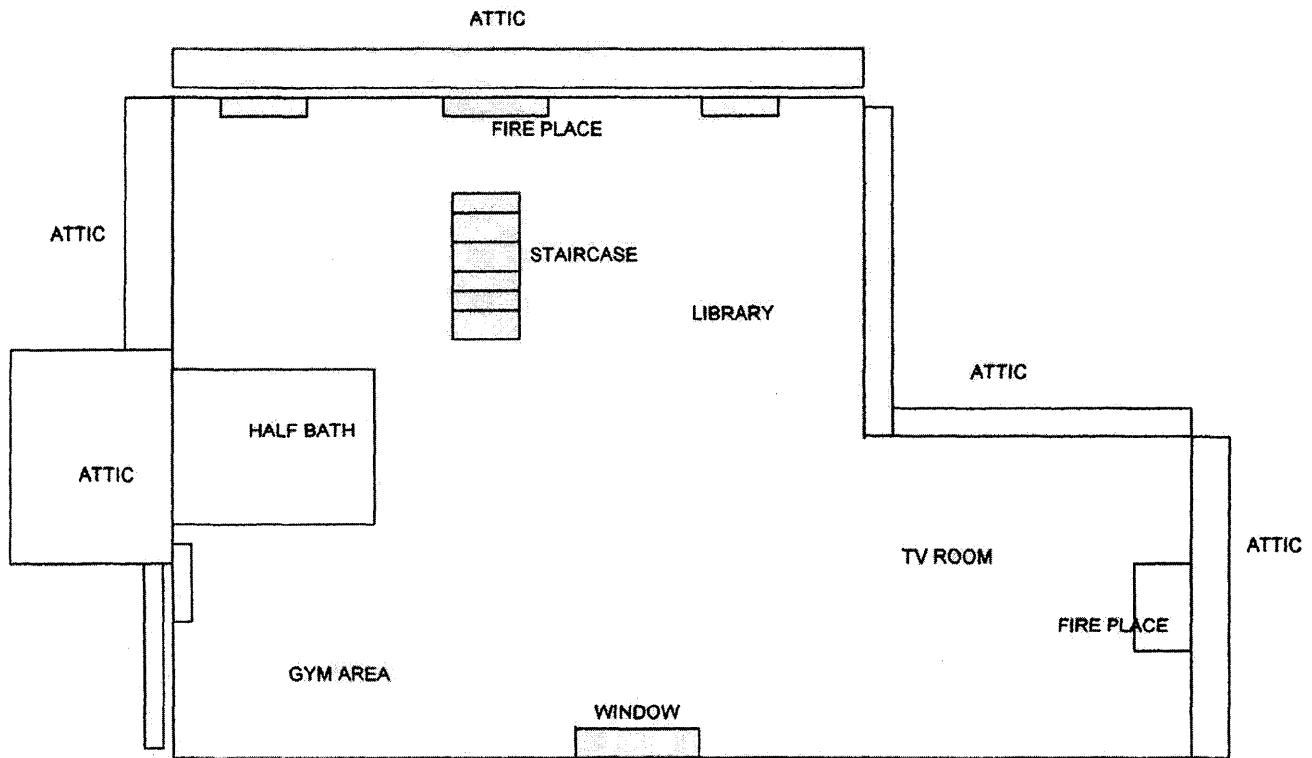 ATTIC
FIRE PLACE
ATTIC
STAIRCASE
LIBRARY
ATTIC
HALF BATH
ATTIC
ATTIC
TV ROOM
FIRE PLACE
GYM AREA
WINDOW